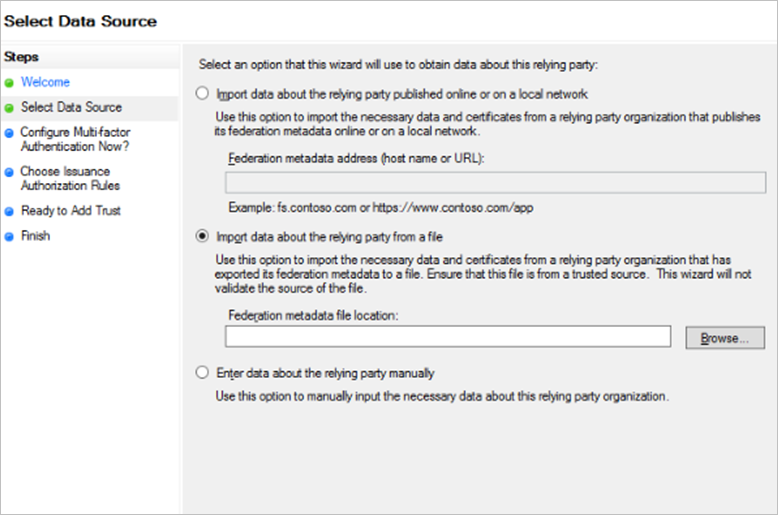 Select Data Source
Steps
Welcome
Select Data Source
Configure Multi-factor
Authentication Now?
Choose Issuance
Authorization Rules
Ready to Add Trust
Finish
Select an option that this wizard will use to obtain data about this relying party:
Import data about the relying party published online or on a local network
Use this option to import the necessary data and certificates from a relying party organization that publishes
its federation metadata online or on a local network.
Federation metadata address (host name or URL):
Example: fs.contoso.com or https://www.contoso.com/app
Import data about the relying party from a file
Use this option to import the necessary data and certificates from a relying party organization that has
exported its federation metadata to a file. Ensure that this file is from a trusted source.  This wizard will not
validate the source of the file.
Federation metadata file location:
Browse...
Enter data about the relying party manually
Use this option to manually input the necessary data about this relying party organization.